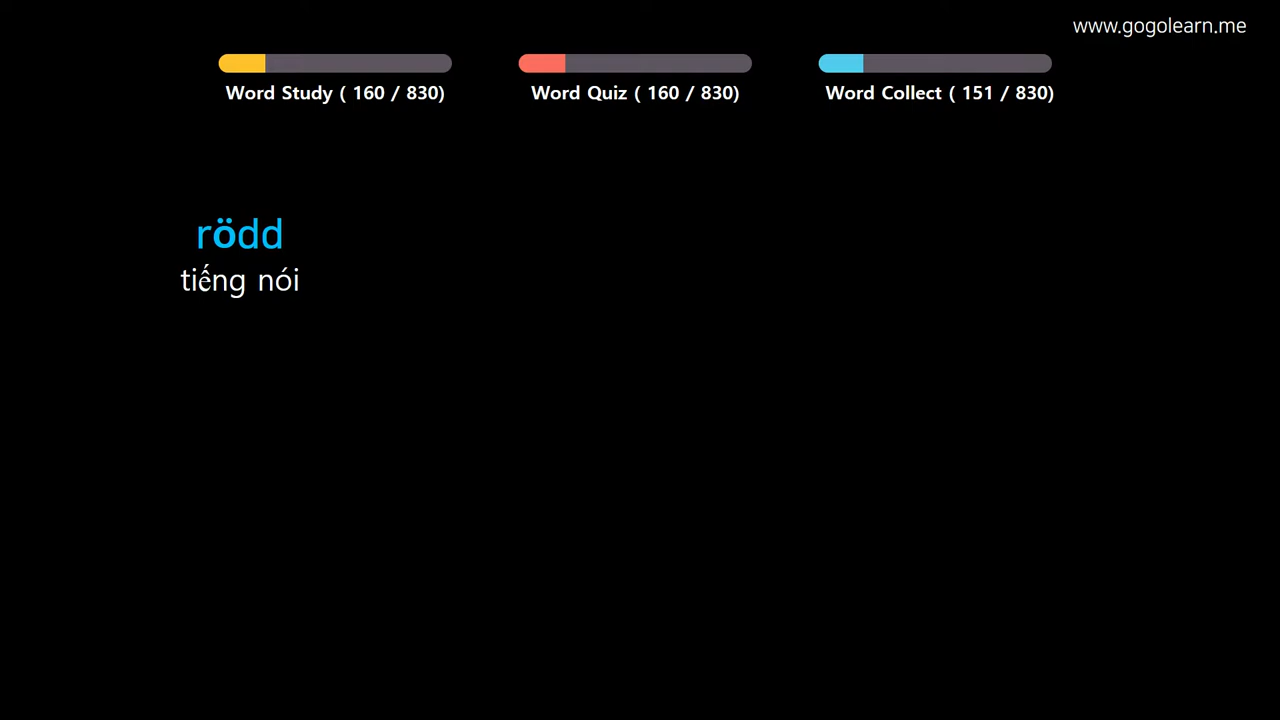 www.gogolearn.me
Word Study ( 160 / 830)
Word Quiz ( 160 / 830)
Word Collect ( 151 / 830)
rödd
tiếng nói